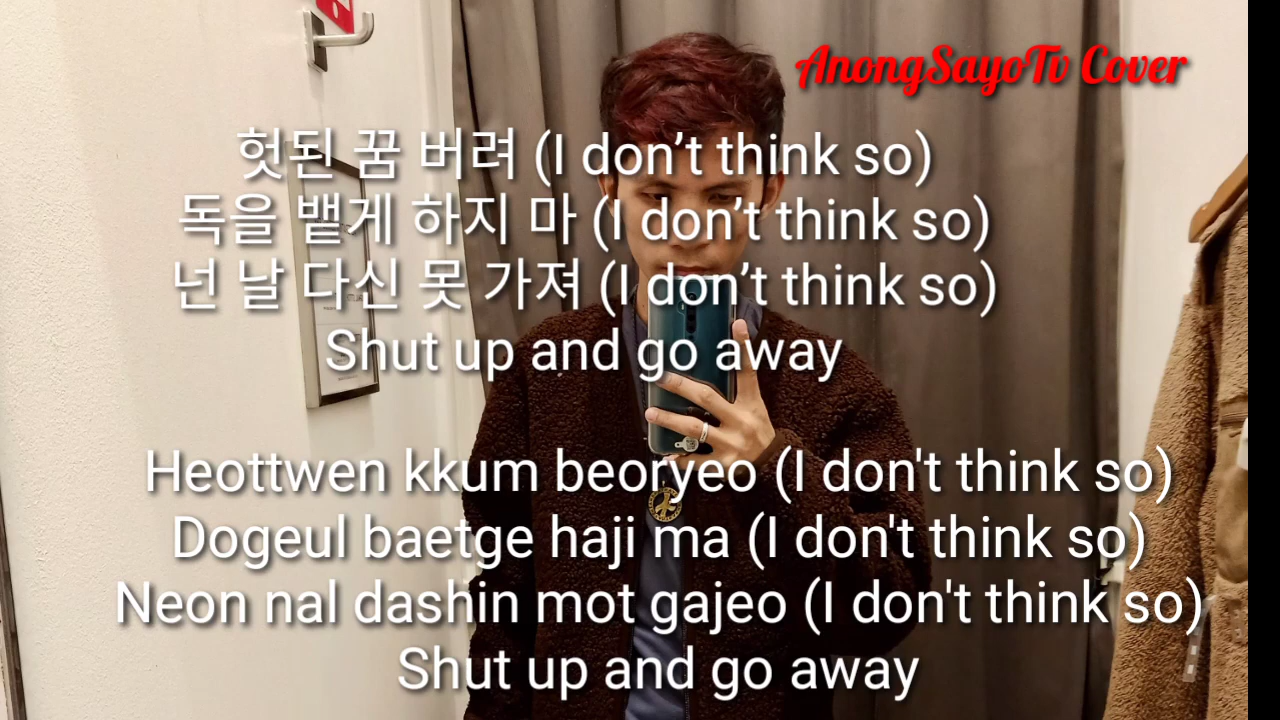 AnongSayoTv Cover
헛된 꿈 버려 (I don’t think so)
독을 뱉게 하지 마 (I don’t think so)
넌 날 다신 못 가져 (I don’t think so)
Shut up and go away
Heottwen kkum beoryeo (I don't think so)
Dogeul baetge haji ma (I don't think so)
Neon nal dashin mot gajeo (I don't think so)
Shut up and go away